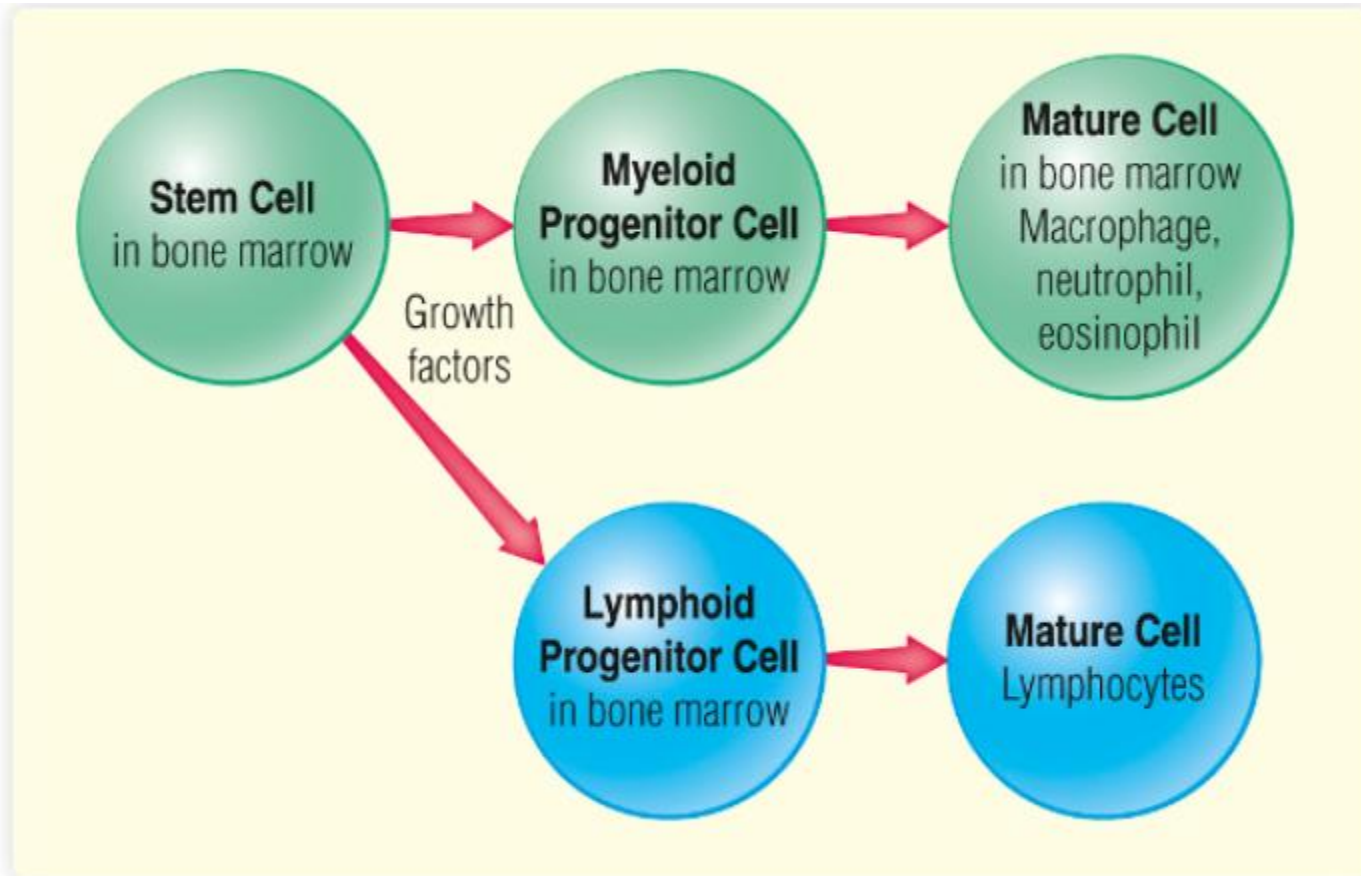 Stem Cell
in bone marrow
Growth
factors
Myeloid
Progenitor Cell
in bone marrow
Mature Cell
in bone marrow
Macrophage,
neutrophil,
eosinophil
Lymphoid
Progenitor Cell
in bone marrow
Mature Cell
Lymphocytes